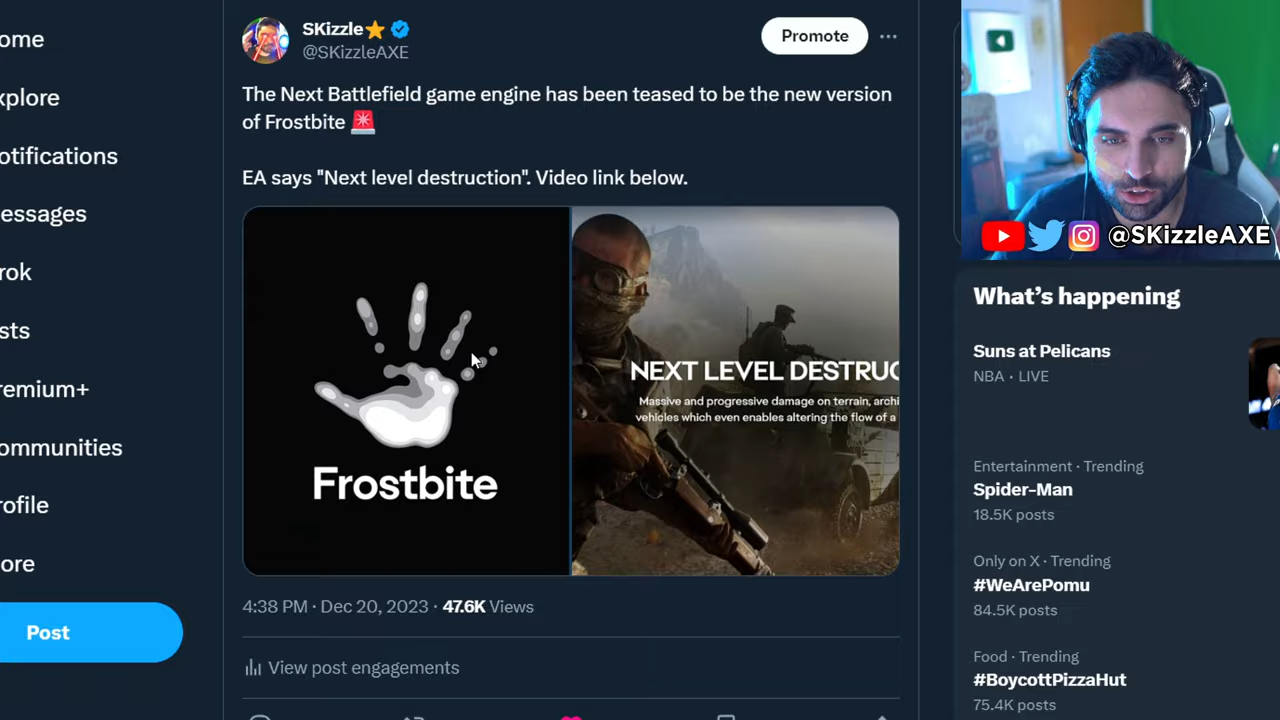 ome
xplore
otifications
essages
rok
sts
remium+
ommunities
rofile
ore
Post
SKizzle
@SKizzleAXE
Promote
The Next Battlefield game engine has been teased to be the new version
of Frostbite
EA says "Next level destruction". Video link below.
Frostbite
NEXT LEVEL DESTRUC
Massive and progressive damage on terrain, archi
vehicles which even enables altering the flow of a
4:38 PM · Dec 20, 2023 · 47.6K Views
View post engagements
@SKizzleAXE
What’s happening
Suns at Pelicans
NBA · LIVE
Entertainment · Trending
Spider-Man
18.5K posts
Only on X · Trending
#WeArePomu
84.5K posts
Food · Trending
#BoycottPizzaHut
75.4K posts